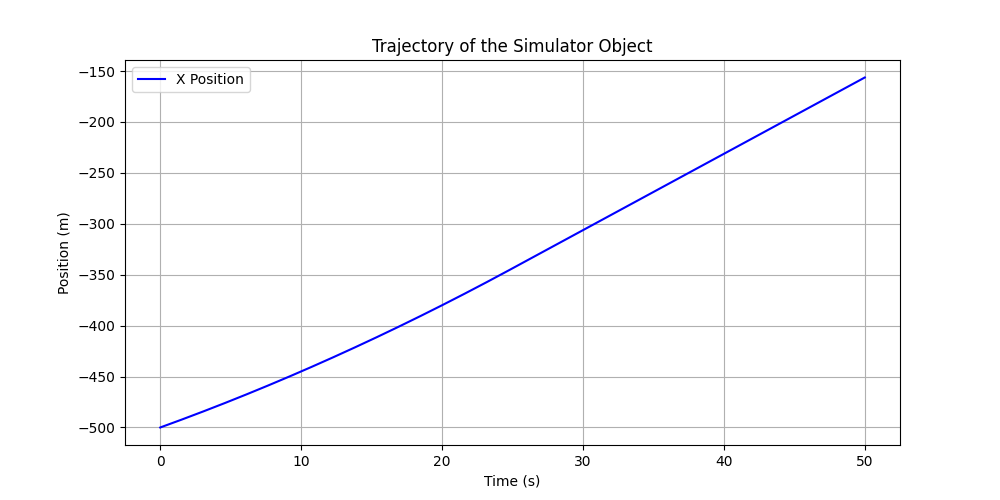 Trajectory of the Simulator Object
X Position
−150
−200
−250
−300
−350
−400
−450
−500
Position (m)
0 10 20 30 40 50
Time (s)